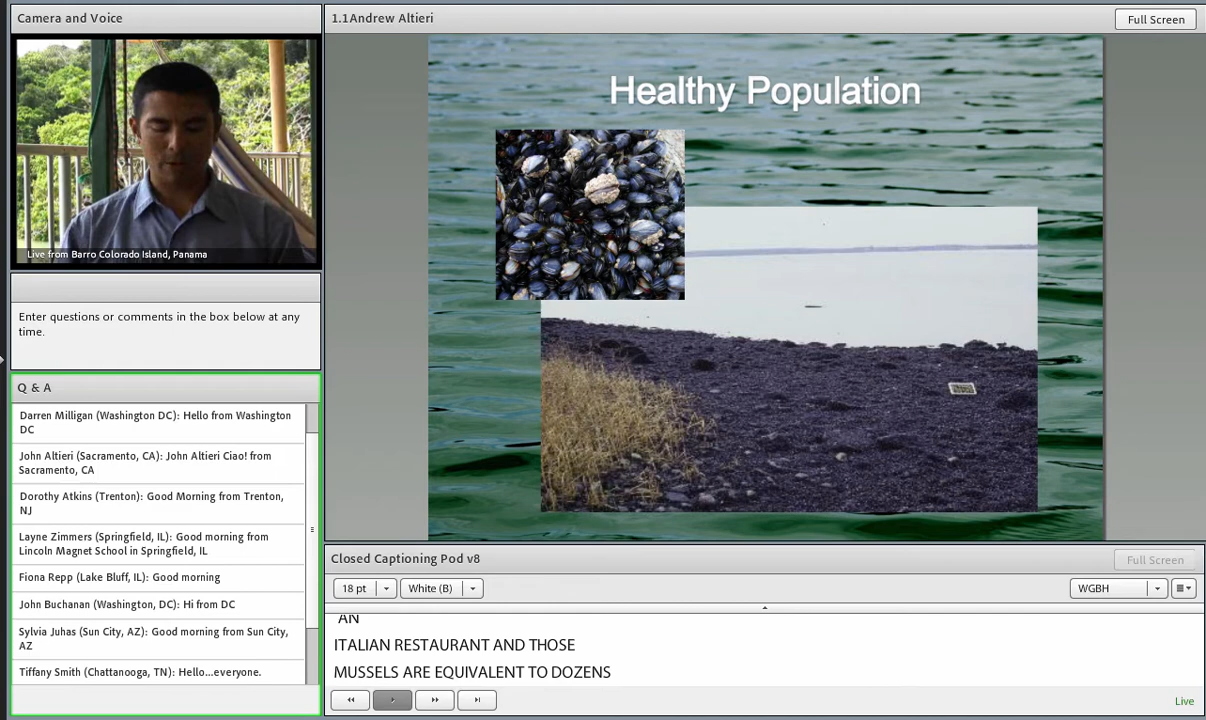 Camera and Voice
Live from Barro Colorado Island, Panama
Enter questions or comments in the box below at any
time.
Q & A
Darren Milligan (Washington DC): Hello from Washington
DC
John Altieri (Sacramento, CA): John Altieri Ciao! from
Sacramento, CA
Dorothy Atkins (Trenton): Good Morning from Trenton,
NJ
Layne Zimmers (Springfield, IL): Good morning from
Lincoln Magnet School in Springfield, IL
Fiona Repp (Lake Bluff, IL): Good morning
John Buchanan (Washington, DC): Hi from DC
Sylvia Juhas (Sun City, AZ): Good morning from Sun City,
AZ
Tiffany Smith (Chattanooga, TN): Hello...everyone.
1.1Andrew Altieri
Full Screen
Healthy Population
Closed Captioning Pod v8
Full Screen
18 pt
White (B)
WGBH
AN
ITALIAN RESTAURANT AND THOSE
MUSSELS ARE EQUIVALENT TO DOZENS
Live